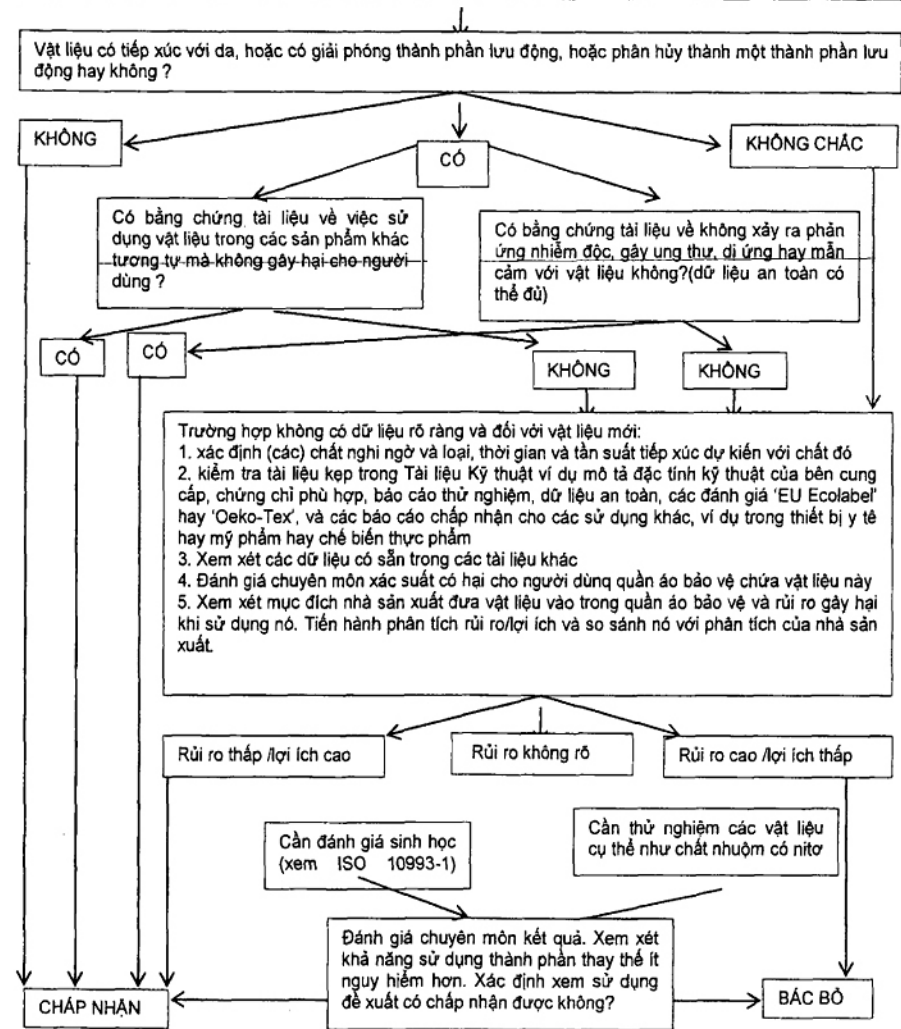 Vật liệu có tiếp xúc với da, hoặc có giải phóng thành phần lưu động, hoặc phân hủy thành một thành phần lưu
động hay không ?
KHÔNG
CÓ
KHÔNG CHẮC
Có bằng chứng tài liệu về việc sử
dụng vật liệu trong các sản phẩm khác
tương tự mà không gây hại cho người
dùng ?
Có bằng chứng tài liệu về không xảy ra phản
ứng nhiễm độc, gây ung thư, dị ứng hay mẫn
cảm với vật liệu không?(dữ liệu an toàn có
thể đủ)
CÓ
CÓ
KHÔNG
KHÔNG
Trường hợp không có dữ liệu rõ ràng và đối với vật liệu mới:
1. xác định (các) chất nghi ngờ và loại, thời gian và tần suất tiếp xúc dự kiến với chất đó
2. kiểm tra tài liệu kẹp trong Tài liệu Kỹ thuật ví dụ mô tả đặc tính kỹ thuật của bên cung
cấp, chứng chỉ phù hợp, báo cáo thử nghiệm, dữ liệu an toàn, các đánh giá 'EU Ecolabel'
hay 'Oeko-Tex', và các báo cáo chấp nhận cho các sử dụng khác, ví dụ trong thiết bị y tê
hay mỹ phẩm hay chế biến thực phẩm
3. Xem xét các dữ liệu có sẵn trong các tài liệu khác
4. Đánh giá chuyên môn xác suất có hại cho người dùng quần áo bảo vệ chứa vật liệu này
5. Xem xét mục đích nhà sản xuất đưa vật liệu vào trong quần áo bảo vệ và rủi ro gây hại
khi sử dụng nó. Tiến hành phân tích rủi ro/lợi ích và so sánh nó với phân tích của nhà sản
xuất.
Rủi ro thấp /lợi ích cao
Rủi ro không rõ
Rủi ro cao /lợi ích thấp
Cần đánh giá sinh học
(xem ISO 10993-1)
Cần thử nghiệm các vật liệu
cụ thể như chất nhuộm có nitơ
Đánh giá chuyên môn kết quả. Xem xét
khả năng sử dụng thành phần thay thế ít
nguy hiểm hơn. Xác định xem sử dụng
đề xuất có chấp nhận được không?
CHẤP NHẬN
BÁC BỎ